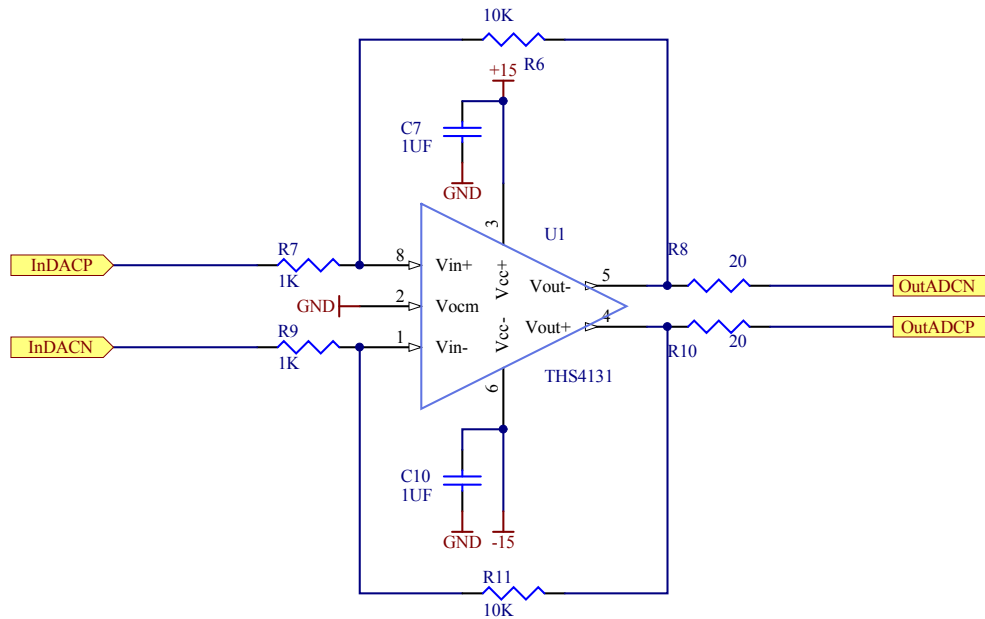 10K
R6
+15
C7
1UF
GND
3
U1
InDACP
R7
1K
8
Vin+
Vcc+
Vout-
5
R8
20
OutADCN
GND
2
Vocm
InDACN
R9
1K
1
Vin-
Vcc-
Vout+
4
R10
20
OutADCP
6
THS4131
C10
1UF
GND
-15
R11
10K